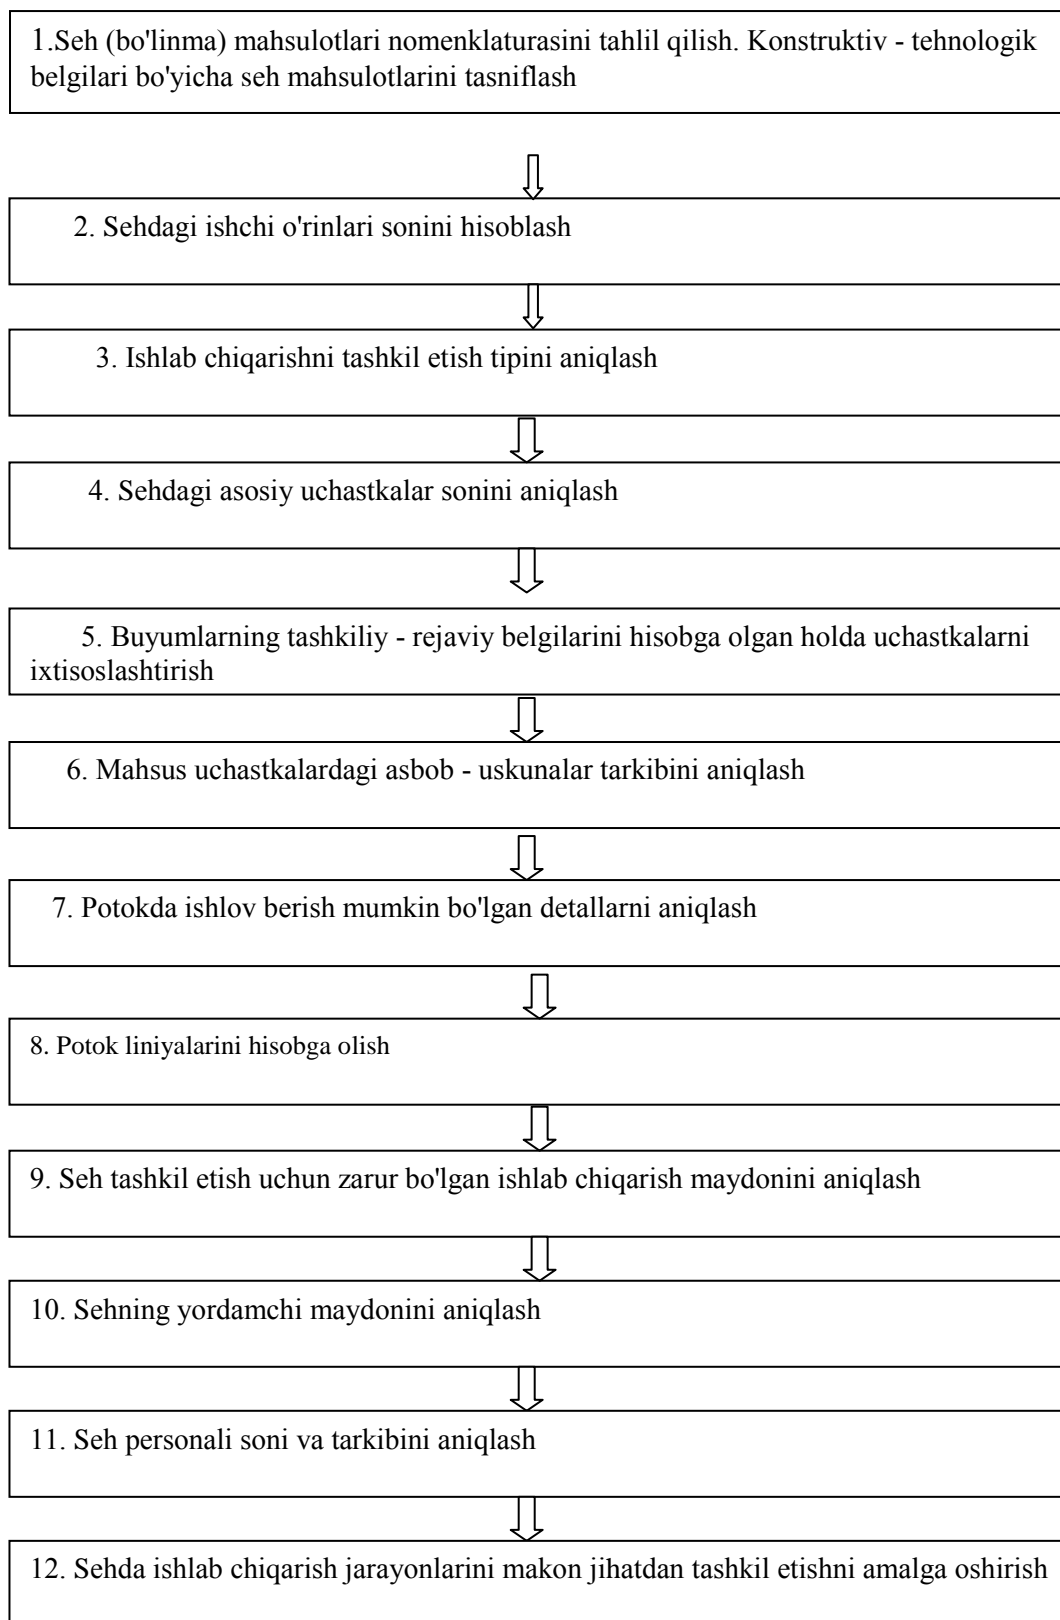 1.Seh (bo'linma) mahsulotlari nomenklaturasini tahlil qilish. Konstruktiv - tehnologik
belgilari bo'yicha seh mahsulotlarini tasniflash
2. Sehdagi ishchi o'rinlari sonini hisoblash
3. Ishlab chiqarishni tashkil etish tipini aniqlash
4. Sehdagi asosiy uchastkalar sonini aniqlash
5. Buyumlarning tashkiliy - rejaviy belgilarini hisobga olgan holda uchastkalarni
ixtisoslashtirish
6. Mahsus uchastkalardagi asbob - uskunalar tarkibini aniqlash
7. Potokda ishlov berish mumkin bo'lgan detallarni aniqlash
8. Potok liniyalarini hisobga olish
9. Seh tashkil etish uchun zarur bo'lgan ishlab chiqarish maydonini aniqlash
10. Sehning yordamchi maydonini aniqlash
11. Seh personali soni va tarkibini aniqlash
12. Sehda ishlab chiqarish jarayonlarini makon jihatdan tashkil etishni amalga oshirish